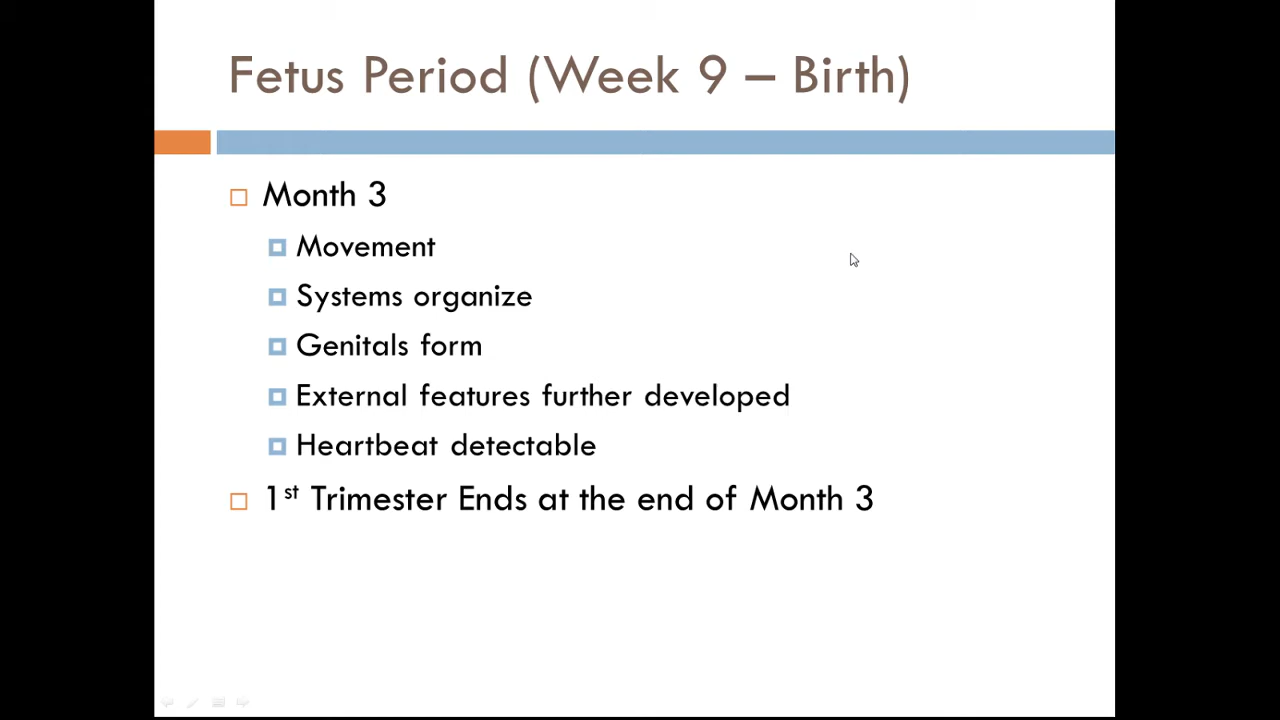 Fetus Period (Week 9 – Birth)
Month 3
Movement
Systems organize
Genitals form
External features further developed
Heartbeat detectable
1st Trimester Ends at the end of Month 3